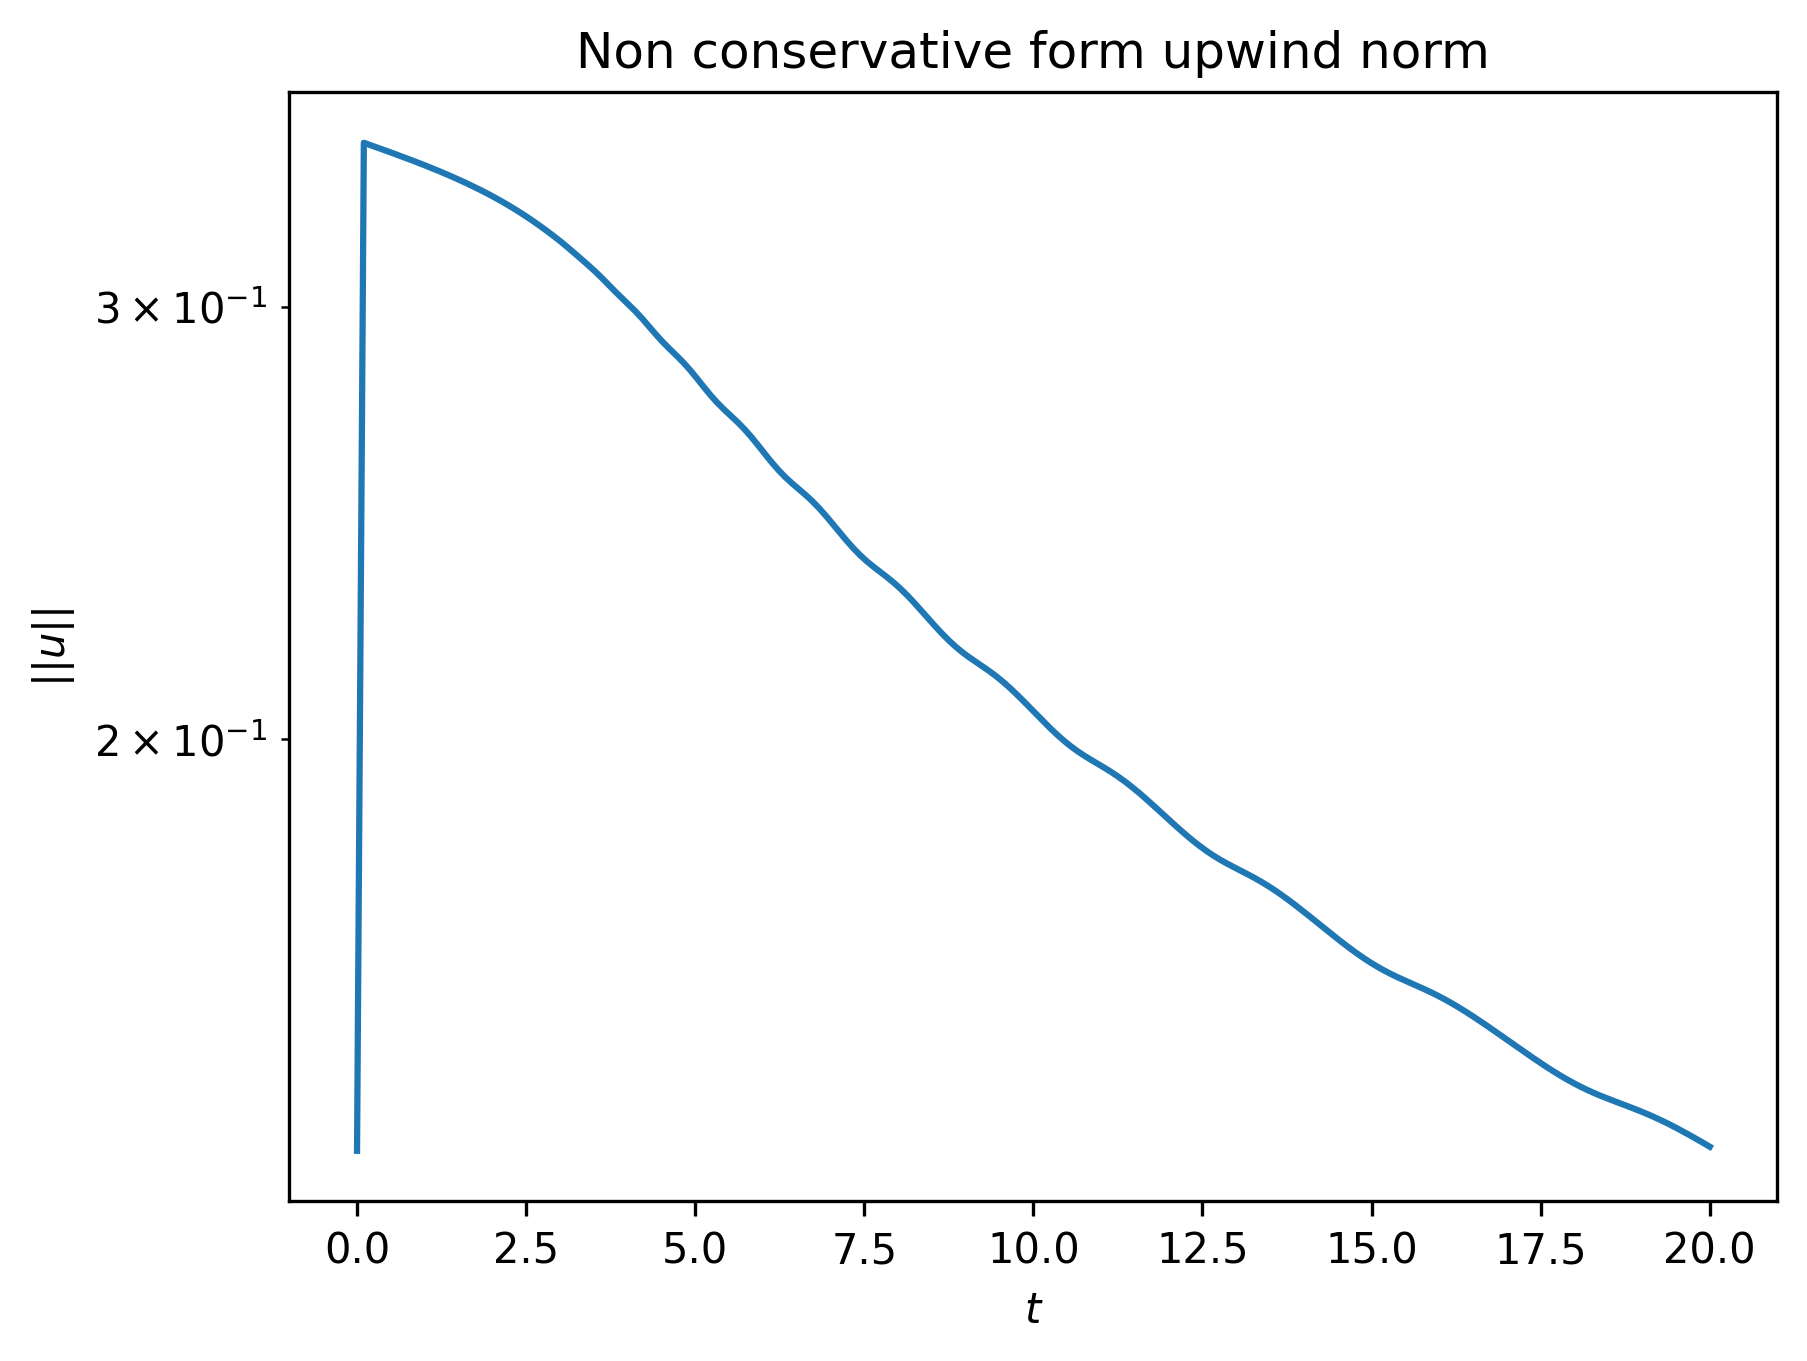 Non conservative form upwind norm
3 × 10⁻¹
2 × 10⁻¹
||u||
0.0 2.5 5.0 7.5 10.0 12.5 15.0 17.5 20.0
t